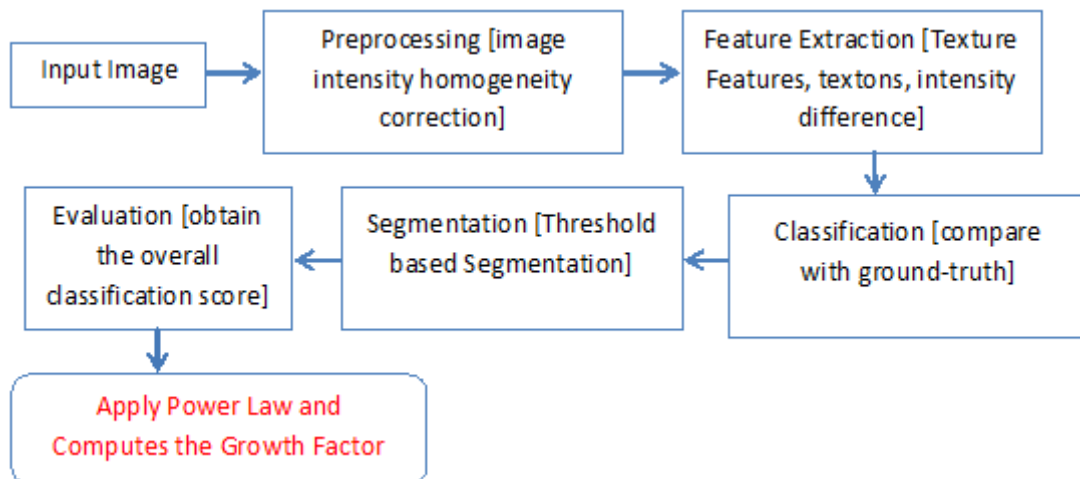 Input Image
Preprocessing [image
intensity homogeneity
correction]
Feature Extraction [Texture
Features, textons, intensity
difference]
Classification [compare
with ground-truth]
Segmentation [Threshold
based Segmentation]
Evaluation [obtain
the overall
classification score]
Apply Power Law and
Computes the Growth Factor